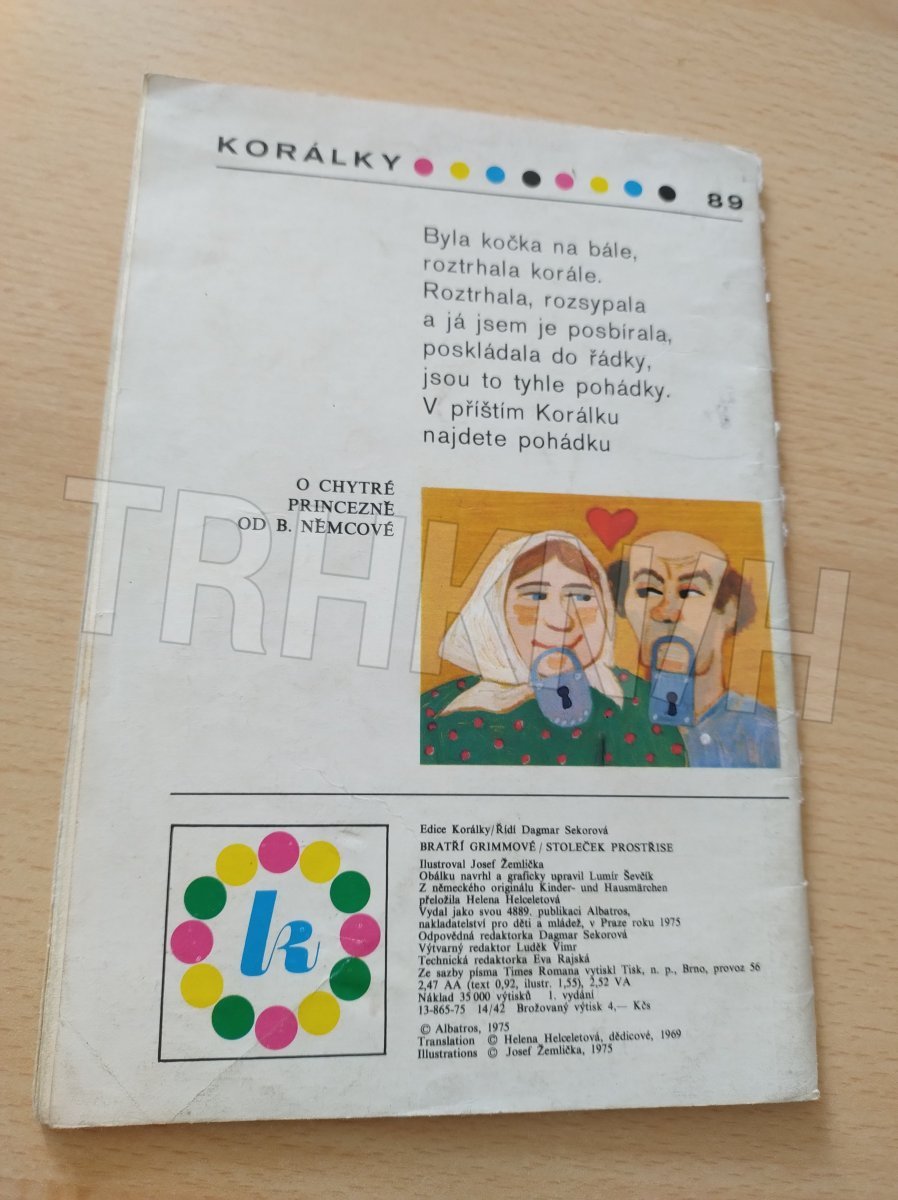 KORÁLKY 89
Byla kočka na bále,
roztrhala korále.
Roztrhala, rozsypala
a já jsem je posbírala,
poskládala do řádky,
jsou to tyhle pohádky.
V příštím Korálku
najdete pohádku
O CHYTRÉ
PRINCEZNĚ
OD B. NĚMCOVÉ
TRHKNIH
k
Edice Korálky/Řídí Dagmar Sekorová
BRATŘÍ GRIMMOVÉ/STOLEČEK PROSTŘISE
Ilustroval Josef Žemlička
Obálku navrhl a graficky upravil Lumír Ševčík
Z německého originálu Kinder- und Hausmärchen
přeložila Helena Helceletová
Vydal jako svou 4889. publikaci Albatros,
nakladatelství pro děti a mládež, v Praze roku 1975
Odpovědná redaktorka Dagmar Sekorová
Výtvarný redaktor Luděk Vimr
Technická redaktorka Eva Rajská
Ze sazby písma Times Romana vytiskl Tisk, n. p., Brno, provoz 56
2,47 AA (text 0,92, ilustr. 1,55), 2,52 VA
Náklad 35 000 výtisků 1. vydání
13-865-75 14/42 Brožovaný výtisk 4,— Kčs
© Albatros, 1975
Translation © Helena Helceletová, dědicové, 1969
Illustrations © Josef Žemlička, 1975